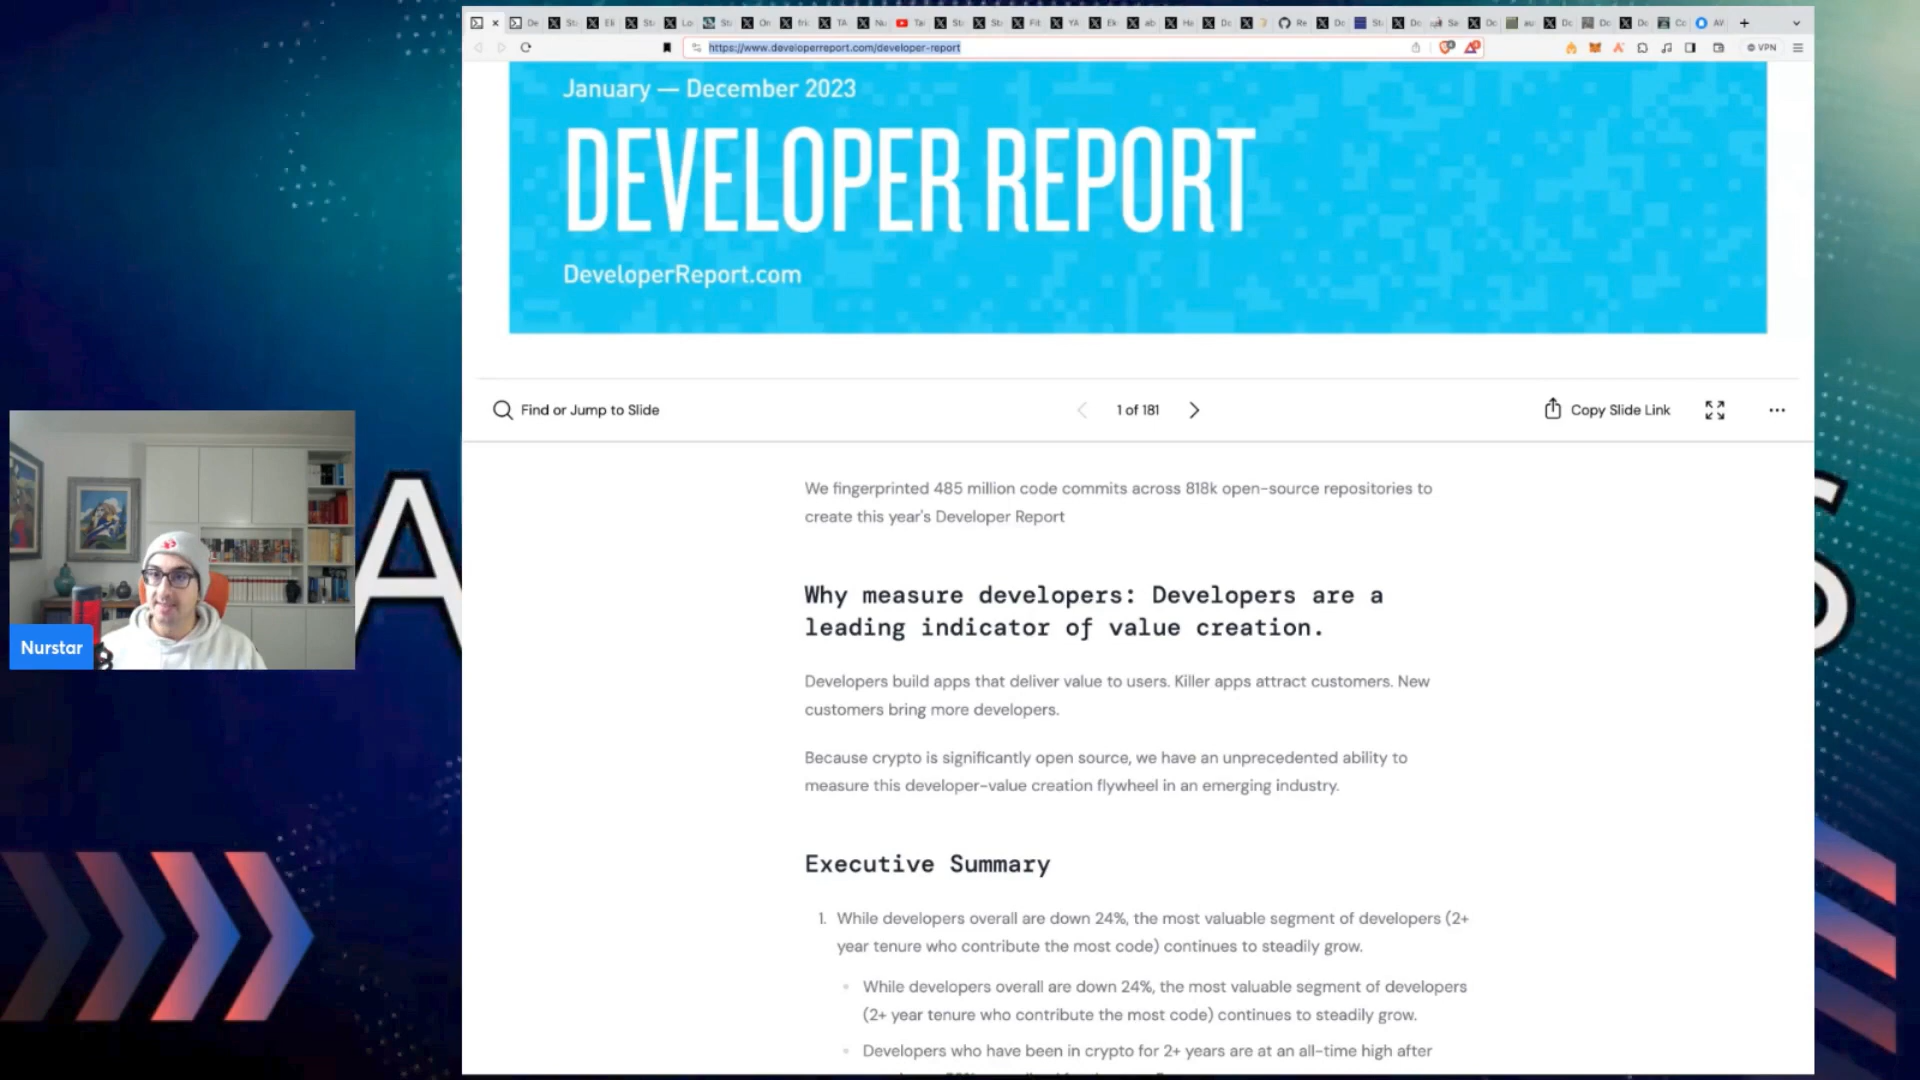 https://www.developerreport.com/developer-report
VPN
January — December 2023
DEVELOPER REPORT
DeveloperReport.com
Find or Jump to Slide
1 of 181
Copy Slide Link
We fingerprinted 485 million code commits across 818k open-source repositories to
create this year's Developer Report
Why measure developers: Developers are a
leading indicator of value creation.
Developers build apps that deliver value to users. Killer apps attract customers. New
customers bring more developers.
Because crypto is significantly open source, we have an unprecedented ability to
measure this developer-value creation flywheel in an emerging industry.
Executive Summary
1. While developers overall are down 24%, the most valuable segment of developers (2+
year tenure who contribute the most code) continues to steadily grow.
While developers overall are down 24%, the most valuable segment of developers
(2+ year tenure who contribute the most code) continues to steadily grow.
Developers who have been in crypto for 2+ years are at an all-time high after
Nurstar
A